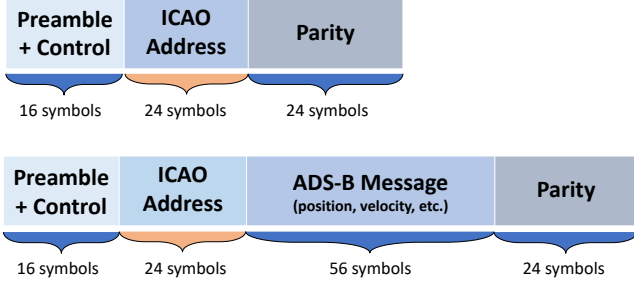 Preamble
+ Control
ICAO
Address
Parity
16 symbols
24 symbols
24 symbols
Preamble
+ Control
ICAO
Address
ADS-B Message
(position, velocity, etc.)
Parity
16 symbols
24 symbols
56 symbols
24 symbols